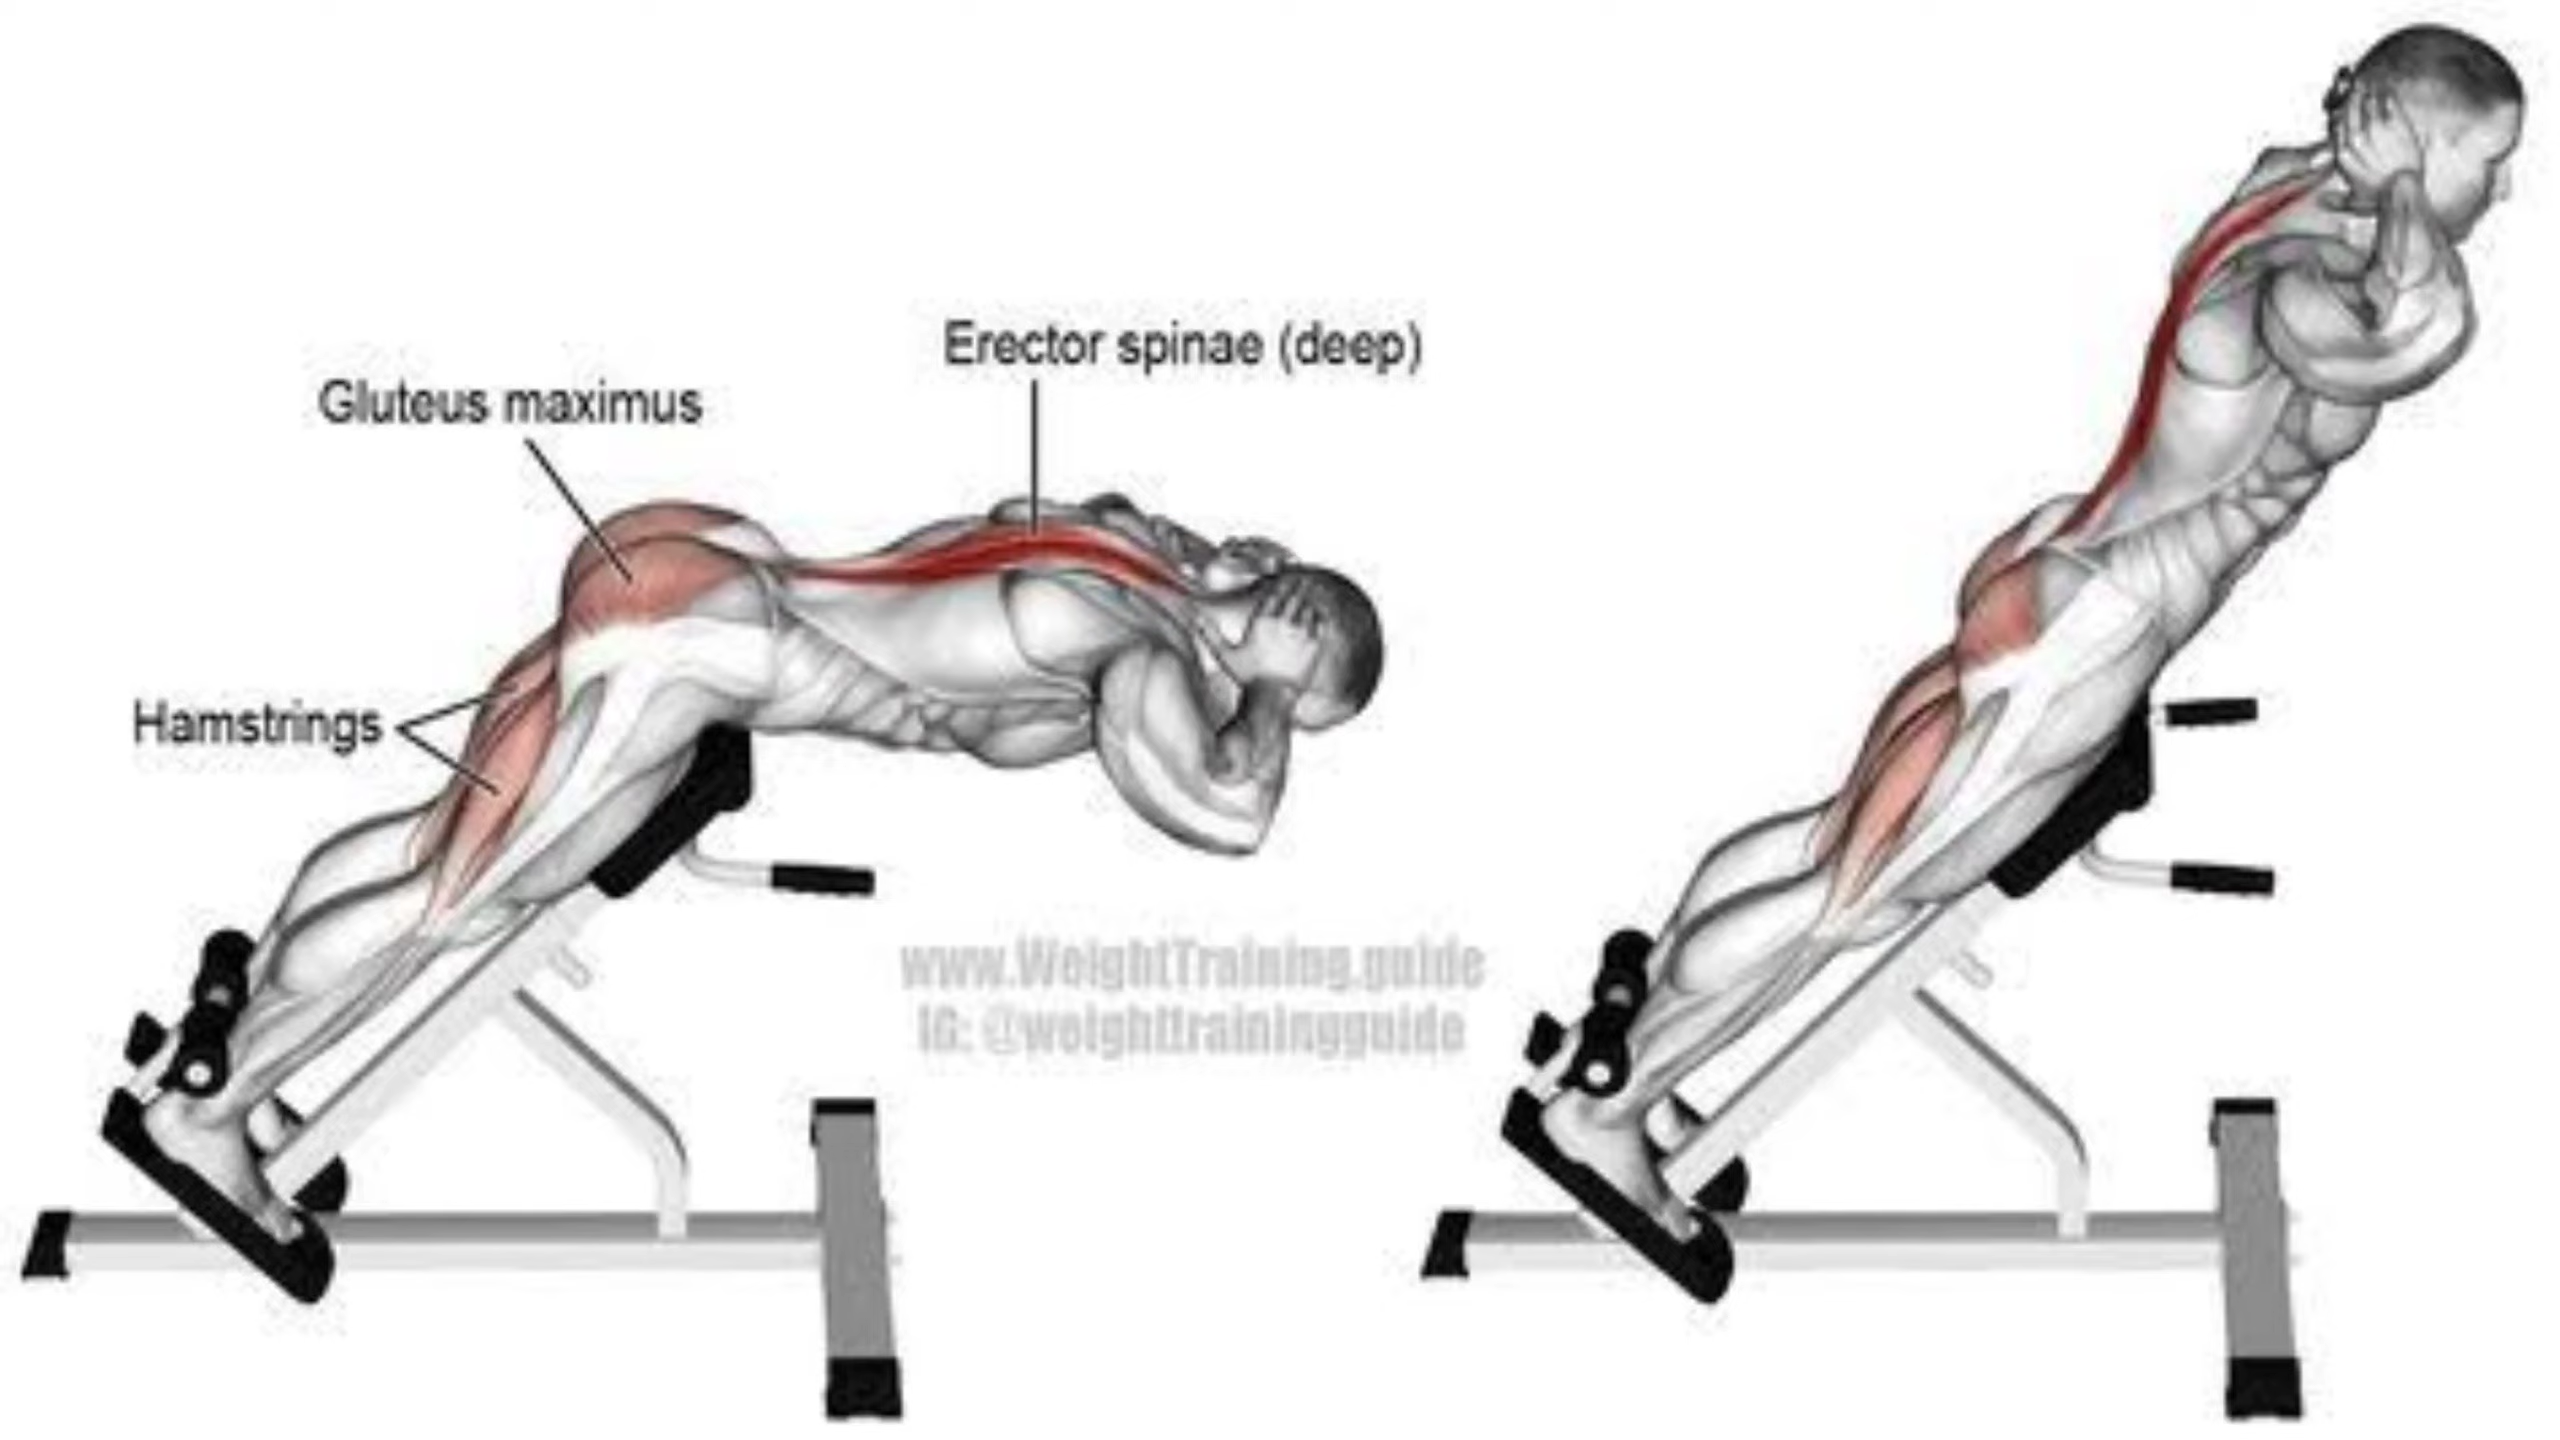 Erector spinae (deep)
Gluteus maximus
Hamstrings
www.WeightTraining.guide
IG: @weighttrainingguide